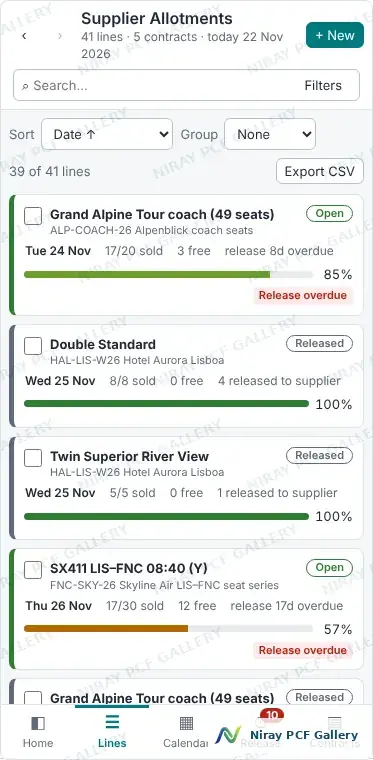 Supplier Allotments
41 lines · 5 contracts · today 22 Nov
2026
+ New
Search...
Filters
Sort Date ↑ Group None
39 of 41 lines
Export CSV
Grand Alpine Tour coach (49 seats) Open
ALP-COACH-26 Alpenblick coach seats
Tue 24 Nov 17/20 sold 3 free release 8d overdue
85%
Release overdue
Double Standard Released
HAL-LIS-W26 Hotel Aurora Lisboa
Wed 25 Nov 8/8 sold 0 free 4 released to supplier
100%
Twin Superior River View Released
HAL-LIS-W26 Hotel Aurora Lisboa
Wed 25 Nov 5/5 sold 0 free 1 released to supplier
100%
SX411 LIS–FNC 08:40 (Y) Open
FNC-SKY-26 Skyline Air LIS–FNC seat series
Thu 26 Nov 17/30 sold 12 free release 17d overdue
57%
Release overdue
Grand Alpine Tour coach (49 seats) Released
10
Home Lines Calendar Release Contracts
Niray PCF Gallery
NIRAY PCF GALLERY